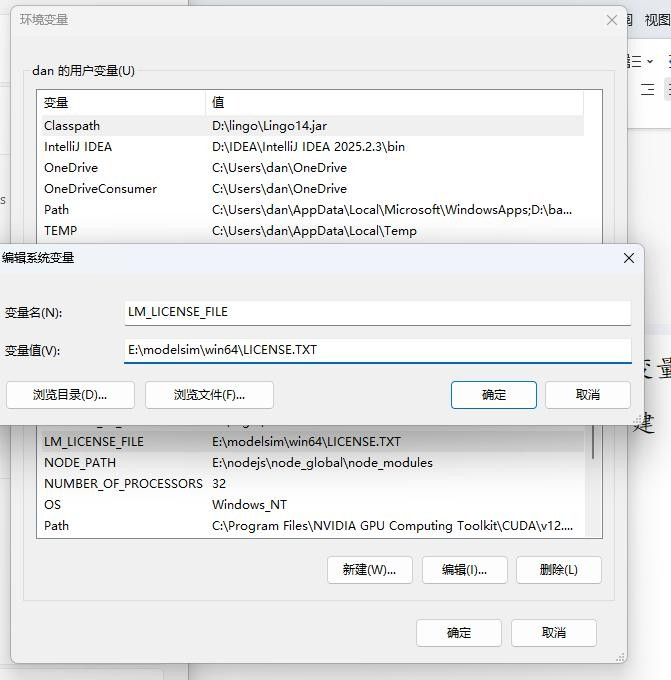 环境变量
视图
dan 的用户变量(U)
变量 值
Classpath D:\lingo\Lingo14.jar
IntelliJ IDEA D:\IDEA\IntelliJ IDEA 2025.2.3\bin
OneDrive C:\Users\dan\OneDrive
OneDriveConsumer C:\Users\dan\OneDrive
Path C:\Users\dan\AppData\Local\Microsoft\WindowsApps;D:\ba...
TEMP C:\Users\dan\AppData\Local\Temp
编辑系统变量
变量名(N): LM_LICENSE_FILE
变量值(V): E:\modelsim\win64\LICENSE.TXT
浏览目录(D)... 浏览文件(F)... 确定 取消
变量
建
LM_LICENSE_FILE E:\modelsim\win64\LICENSE.TXT
NODE_PATH E:\nodejs\node_global\node_modules
NUMBER_OF_PROCESSORS 32
OS Windows_NT
Path C:\Program Files\NVIDIA GPU Computing Toolkit\CUDA\v12....
新建(W)... 编辑(I)... 删除(L)
确定 取消